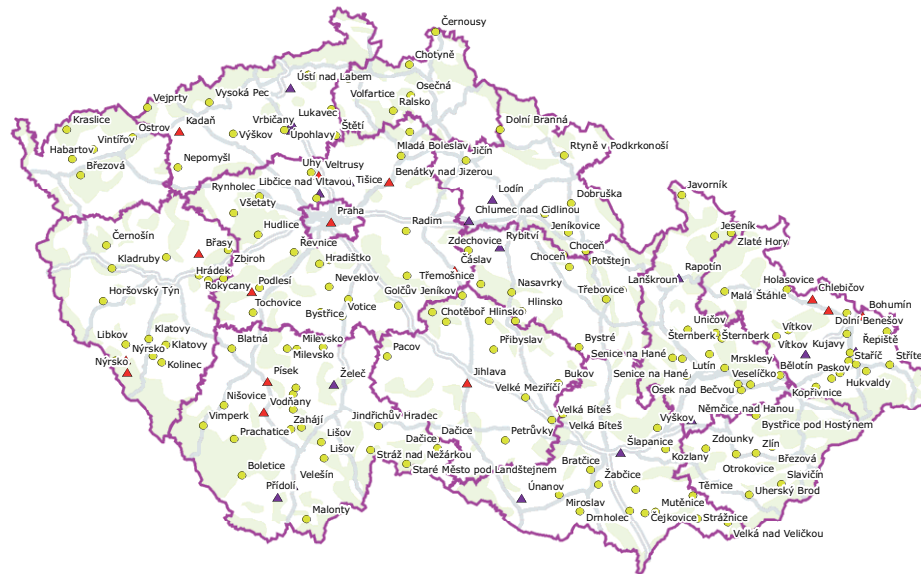 Černousy
Chotyně
Ústí nad Labem
Osečná
Vejprty
Vysoká Pec
Volfartice
Ralsko
Kraslice
Ostrov
Kadaň
Vrbičany
Lukavec
Štětí
Dolní Branná
Vintířov
Výškov
Úpohlavy
Habartov
Březová
Nepomyšl
Uhy
Veltrusy
Mladá Boleslav
Jičín
Rtyně v Podkrkonoší
Rynholec
Libčice nad Vltavou
Tišice
Benátky nad Jizerou
Lodín
Dobruška
Javorník
Všetaty
Praha
Chlumec nad Cidlinou
Hudlice
Radim
Jeníkovice
Jeseník
Černošín
Břasy
Řevnice
Zdechovice
Rybitví
Choceň
Choceň
Zlaté Hory
Kladruby
Zbiroh
Hradištko
Čáslav
Potštejn
Hrádek
Rokycany
Podlesí
Neveklov
Třemošnice
Lanškroun
Rapotín
Holasovice
Horšovský Týn
Tochovice
Votice
Golčův Jeníkov
Nasavrky
Třebovice
Malá Štáhle
Chlebičov
Bystřice
Chotěboř
Hlinsko
Hlinsko
Bohumín
Libkov
Klatovy
Klatovy
Blatná
Milevsko
Milevsko
Přibyslav
Bystré
Uničov
Šternberk
Šternberk
Vítkov
Vítkov
Dolní Benešov
Kujavy
Řepiště
Nýrsko
Nýrsko
Kolinec
Písek
Želeč
Pacov
Jihlava
Bukov
Senice na Hané
Senice na Hané
Lutín
Mrsklesy
Veselíčko
Bělotín
Paskov
Staříč
Střítež
Nišovice
Vodňany
Velké Meziříčí
Osek nad Bečvou
Kopřivnice
Hukvaldy
Vimperk
Zahájí
Jindřichův Hradec
Velká Bíteš
Velká Bíteš
Vyškov
Němčice nad Hanou
Bystřice pod Hostýnem
Prachatice
Lišov
Lišov
Dačice
Dačice
Petrůvky
Šlapanice
Kozlany
Zdounky
Zlín
Březová
Boletice
Velešín
Stráž nad Nežárkou
Staré Město pod Landštejnem
Bratčice
Žabčice
Otrokovice
Slavičín
Přídolí
Únanov
Miroslav
Mutěnice
Těmice
Uherský Brod
Malonty
Drnholec
Čejkovice
Strážnice
Velká nad Veličkou